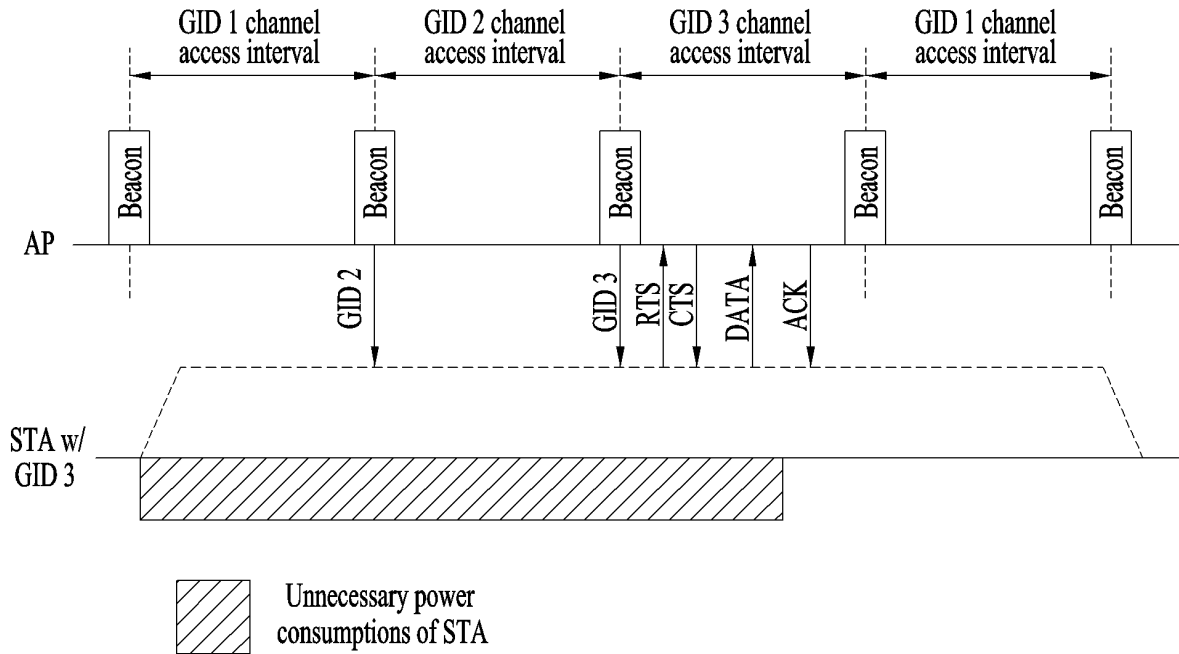 GID 1 channel
access interval
GID 2 channel
access interval
GID 3 channel
access interval
GID 1 channel
access interval
Beacon
Beacon
Beacon
Beacon
Beacon
AP
GID 2
GID 3
RTS
CTS
DATA
ACK
STA w/
GID 3
Unnecessary power
consumptions of STA